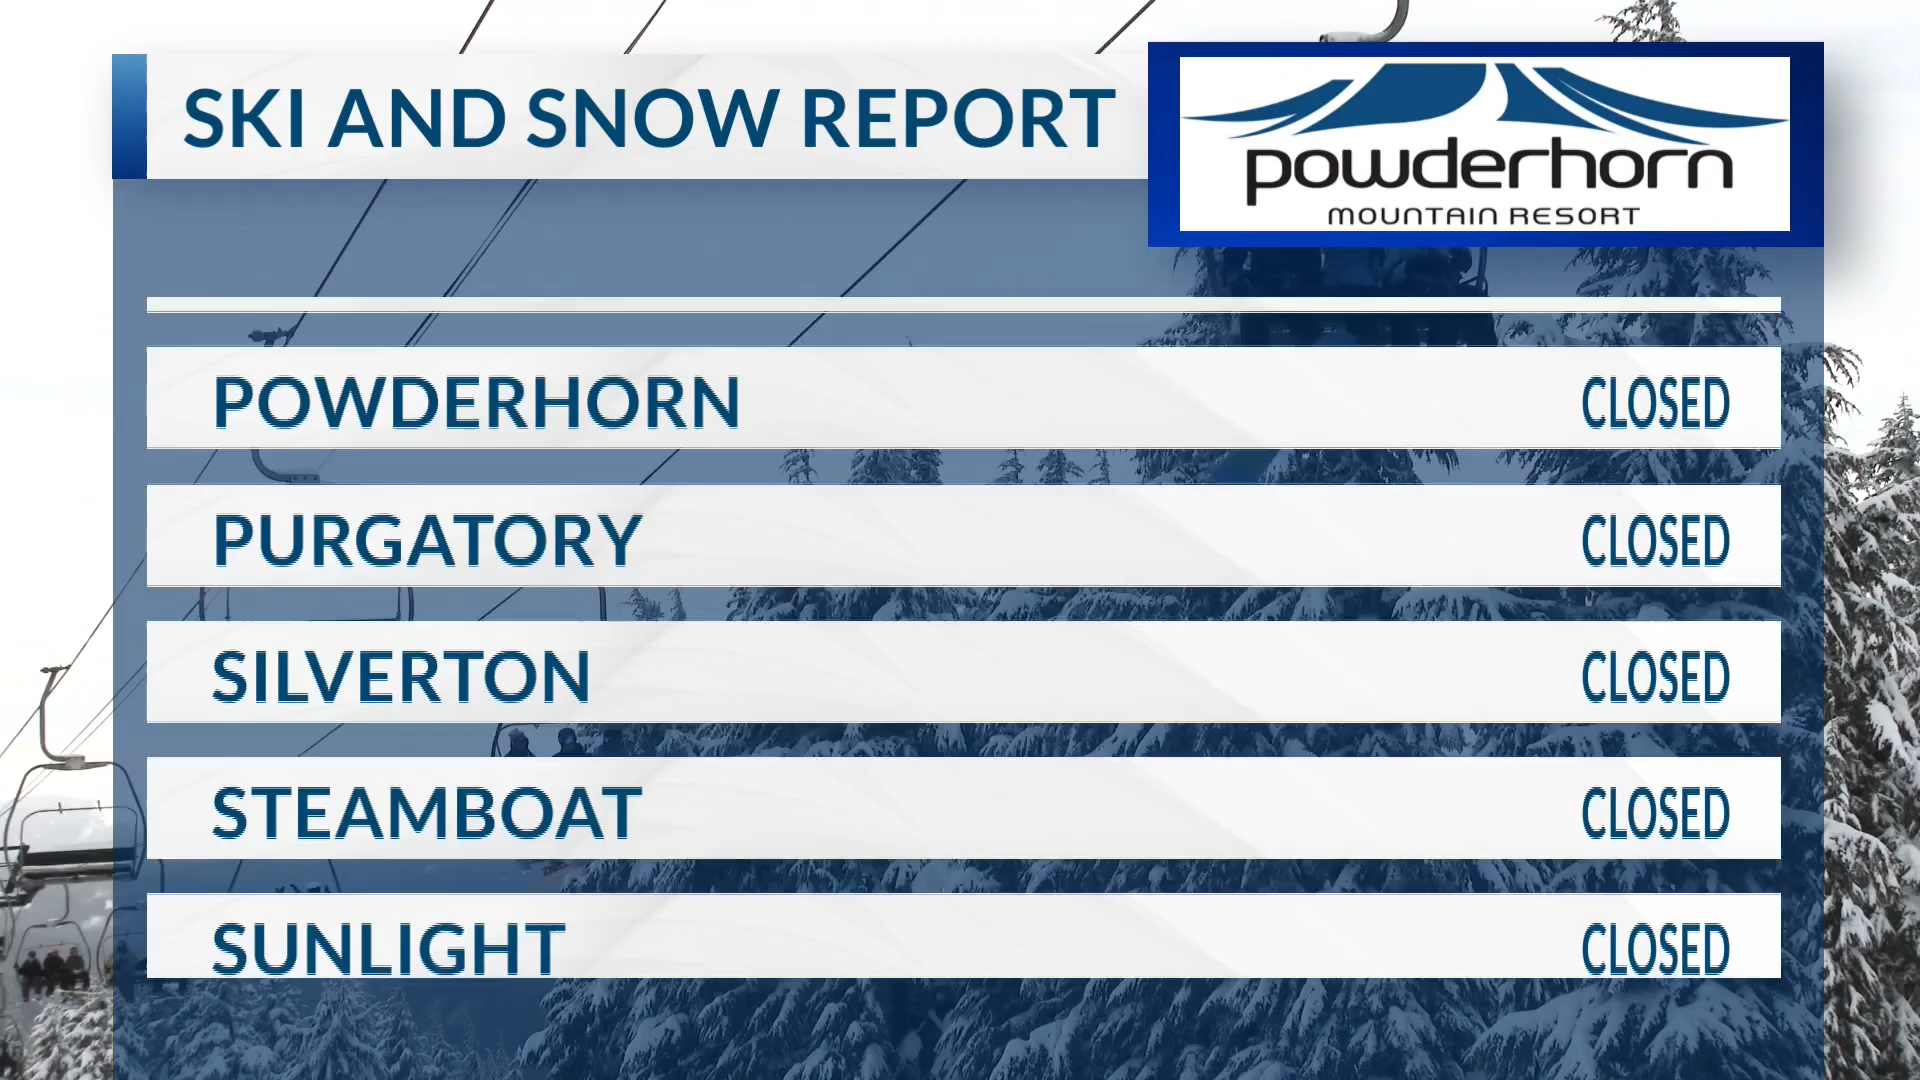 SKI AND SNOW REPORT
powderhorn
MOUNTAIN RESORT
POWDERHORN CLOSED
PURGATORY CLOSED
SILVERTON CLOSED
STEAMBOAT CLOSED
SUNLIGHT CLOSED